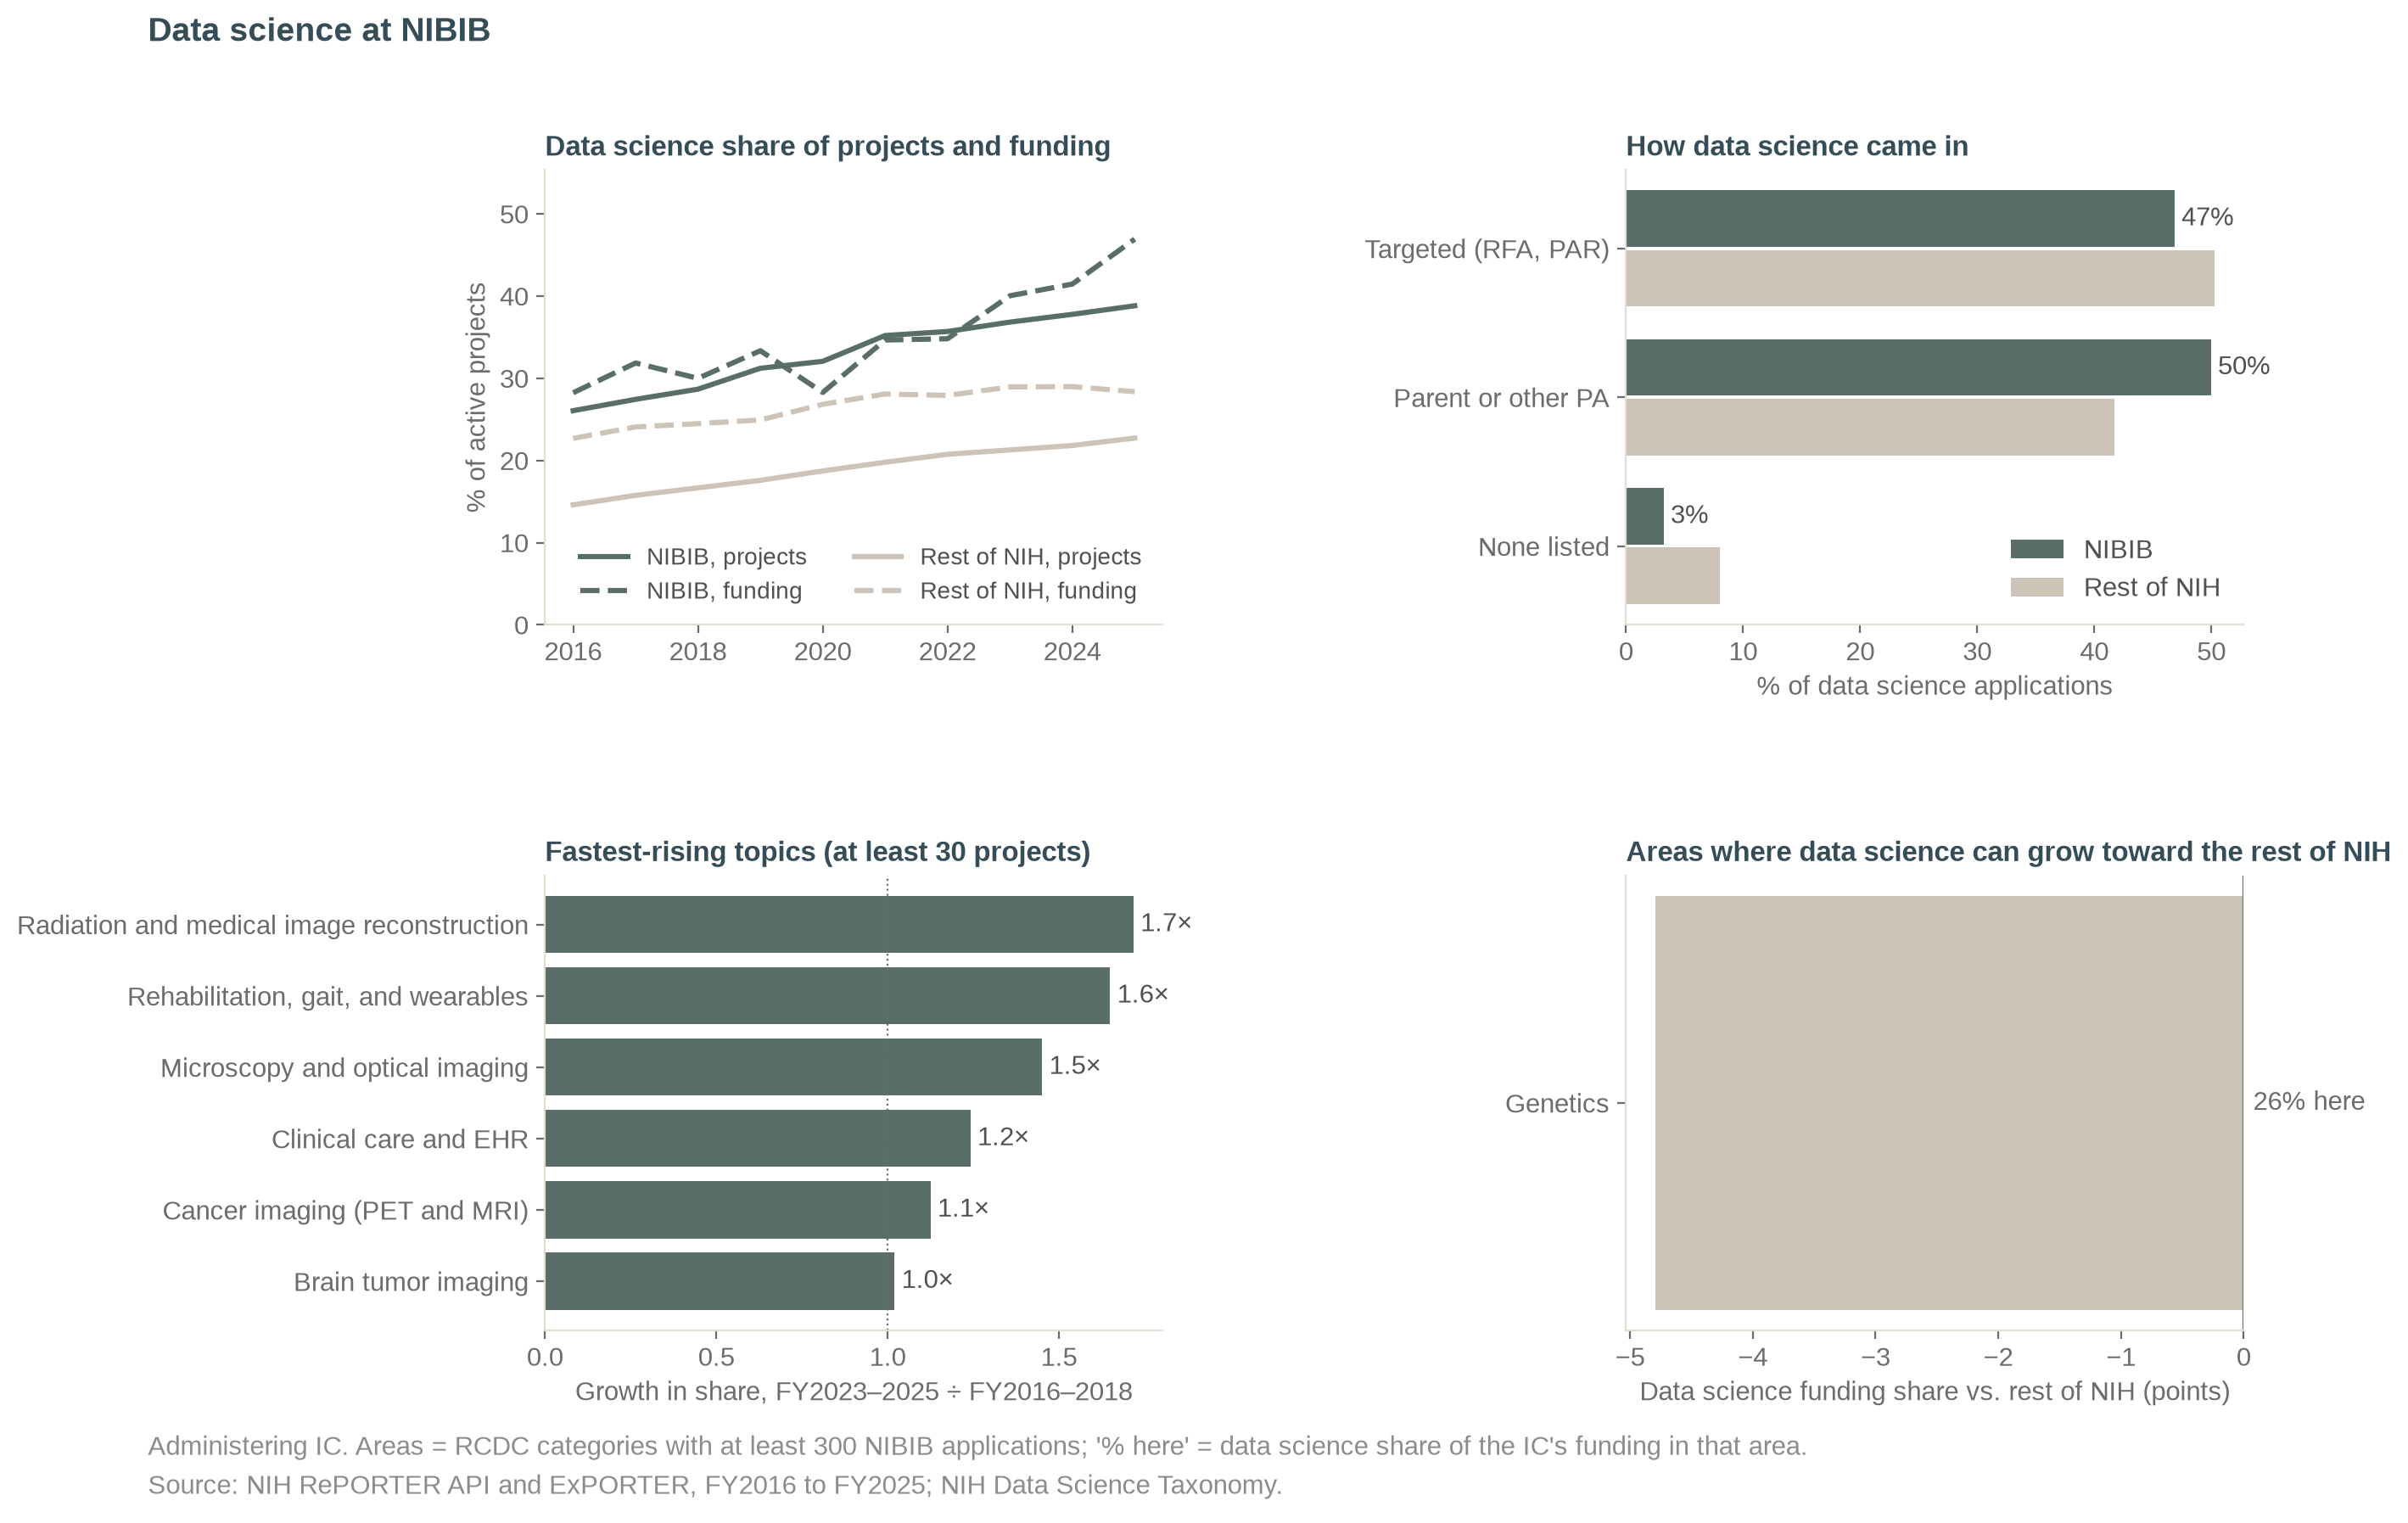 Data science at NIBIB
Data science share of projects and funding
% of active projects
50
40
30
20
10
0
NIBIB, projects
Rest of NIH, projects
NIBIB, funding
Rest of NIH, funding
2016 2018 2020 2022 2024
How data science came in
Targeted (RFA, PAR)
47%
Parent or other PA
50%
None listed
3%
NIBIB
Rest of NIH
0 10 20 30 40 50
% of data science applications
Fastest-rising topics (at least 30 projects)
Radiation and medical image reconstruction
1.7×
Rehabilitation, gait, and wearables
1.6×
Microscopy and optical imaging
1.5×
Clinical care and EHR
1.2×
Cancer imaging (PET and MRI)
1.1×
Brain tumor imaging
1.0×
0.0 0.5 1.0 1.5
Growth in share, FY2023–2025 ÷ FY2016–2018
Areas where data science can grow toward the rest of NIH
Genetics
26% here
−5 −4 −3 −2 −1 0
Data science funding share vs. rest of NIH (points)
Administering IC. Areas = RCDC categories with at least 300 NIBIB applications; '% here' = data science share of the IC's funding in that area.
Source: NIH RePORTER API and ExPORTER, FY2016 to FY2025; NIH Data Science Taxonomy.